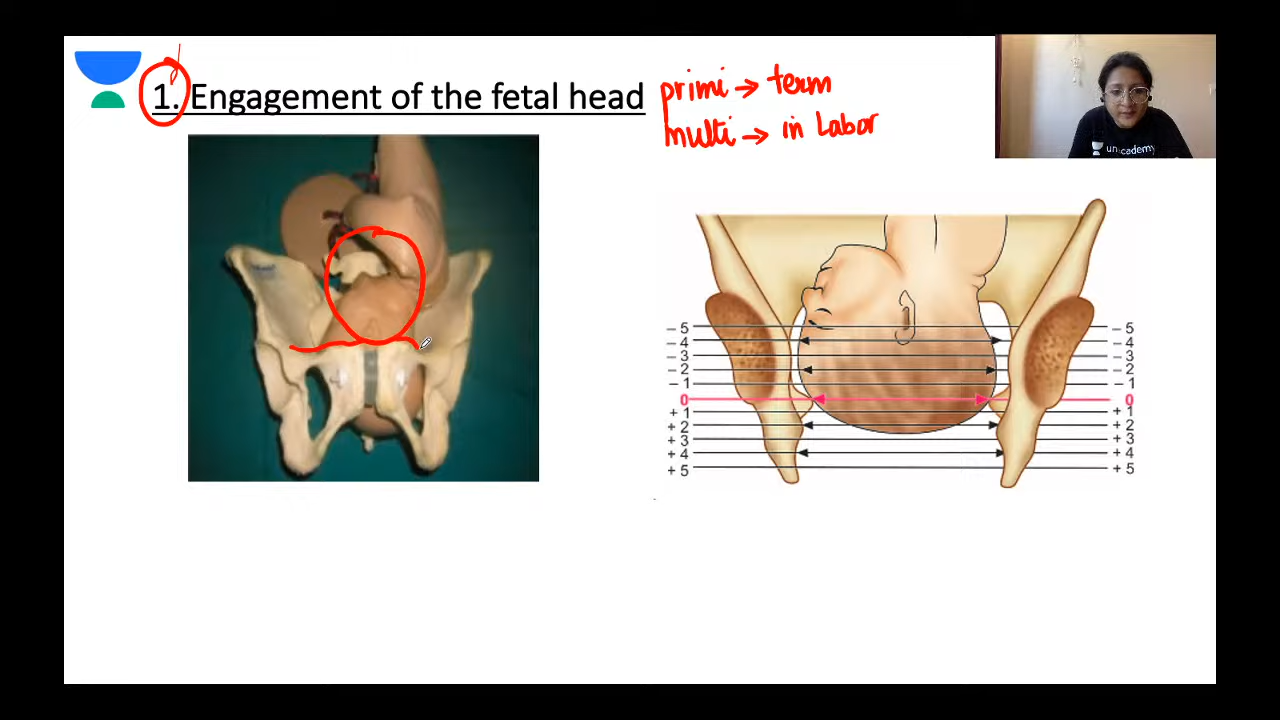 1. Engagement of the fetal head
primi → term
multi → in Labor
unacademy
– 5 – 5
– 4 – 4
– 3 – 3
– 2 – 2
– 1 – 1
0 0
+ 1 + 1
+ 2 + 2
+ 3 + 3
+ 4 + 4
+ 5 + 5